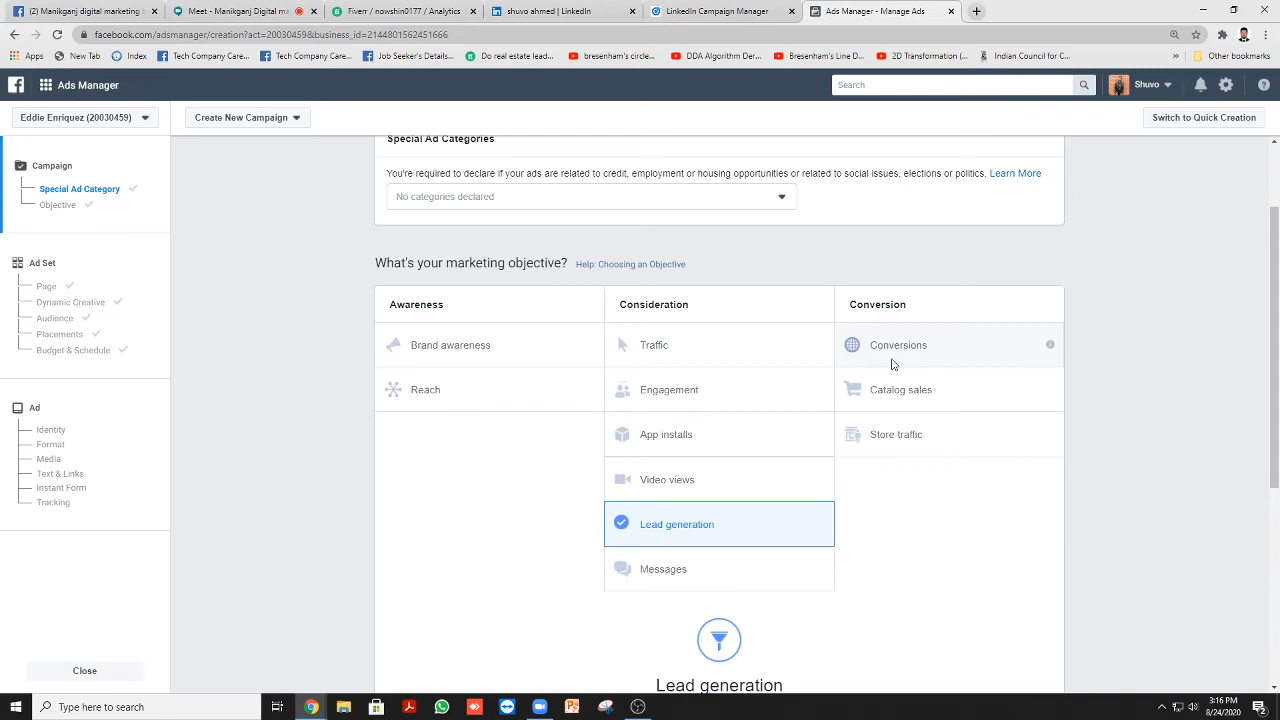 (2) Manikganj Digital ma
Meet - Manikganj Digital ma
Fiverr / nowshin0177 / Analytics
shuvo ahmed | LinkedIn
LinkedIn Campaign Manager
Ads Manager - Manage Ads
facebook.com/adsmanager/creation?act=20030459&business_id=2144801562451666
Apps
New Tab
Index
Tech Company Care...
Tech Company Care...
Job Seeker's Detail...
Do real estate lead...
bresenham's circle...
DDA Algorithm Der...
Bresenham's Line D...
2D Transformation (...
Indian Council for C...
»
Other bookmarks
Ads Manager
Search
Shuvo
Eddie Enriquez (20030459)
Create New Campaign
Switch to Quick Creation
Campaign
Special Ad Category
Objective
Ad Set
Page
Dynamic Creative
Audience
Placements
Budget & Schedule
Ad
Identity
Format
Media
Text & Links
Instant Form
Tracking
Close
Special Ad Categories
You're required to declare if your ads are related to credit, employment or housing opportunities or related to social issues, elections or politics. Learn More
No categories declared
What's your marketing objective? Help: Choosing an Objective
Awareness
Consideration
Conversion
Brand awareness
Traffic
Conversions
Reach
Engagement
Catalog sales
App installs
Store traffic
Video views
Lead generation
Messages
Lead generation
Type here to search
3:16 PM
8/24/2020